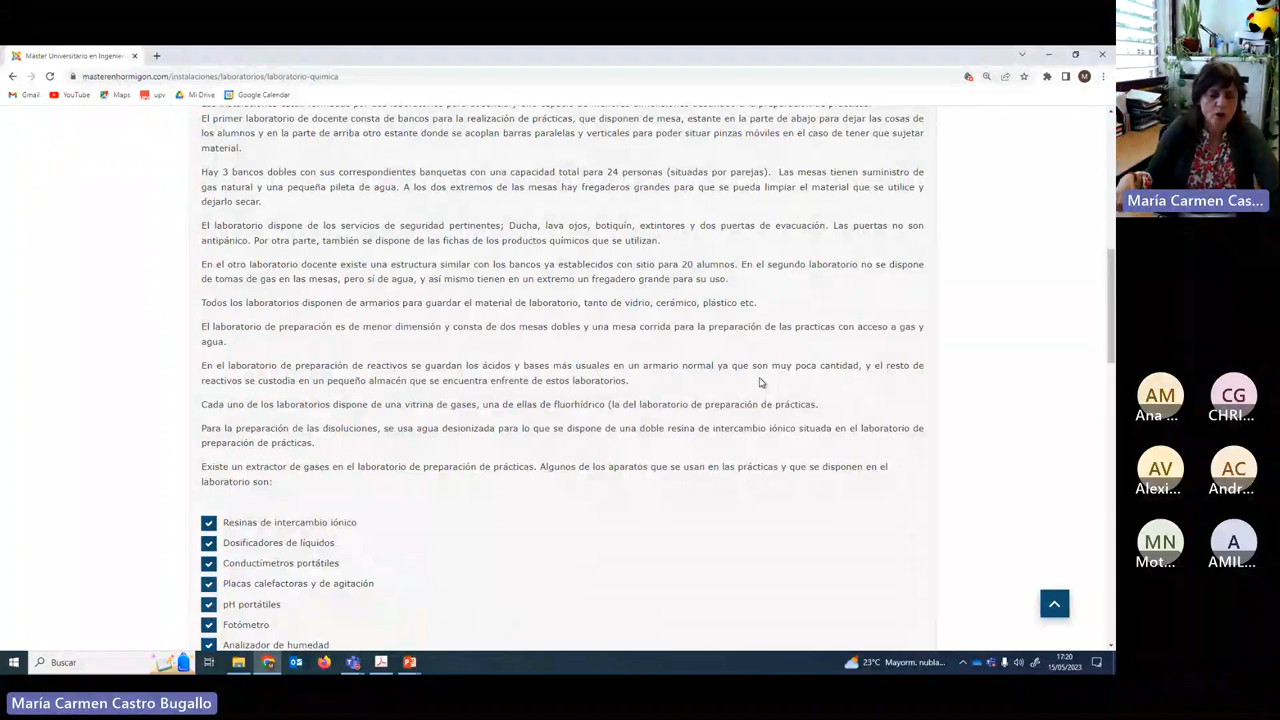 Máster Universitario en Ingenier
masterenhormigon.com/instalaciones/laboratorios/laboratorio-quimica
M
Gmail
YouTube
Maps
upv
Mi Drive
Google Calendar
El primer laboratorio de docente consta de bancos para la realización de prácticas, que disponen de mesa, estante en la parte de abajo para dejar las cosas de
los alumnos y en la parte de arriba otro estante donde se acoplan barras paralelas y verticales para poder situar pinzas móviles en el caso de tener que sujetar
material.
Hay 3 bancos dobles con sus correspondientes banquetas con una capacidad total para 24 personas (situadas por parejas). Las mesas tienen suministro de
gas natural y una pequeña pileta de agua. A los dos extremos de las mesas hay fregaderos grandes para que se pueda limpiar el material que se utilice y
dejarlo secar.
El laboratorio dispone de los servicios de seguridad pertinentes; Ducha, lava ojos, botiquín, extintores y dos puertas de evacuación. Las puertas no son
antipánico. Por otra parte, también se dispone de las fichas de los productos químicos que se utilizan.
En el otro laboratorio docente existe una estructura similar con los bancos ya establecidos con sitio para 20 alumnos. En el segundo laboratorio no se dispone
de tomas de gas en las mesas, pero sí de agua, y así mismo tienen en un extremo un fregadero grande para su uso.
Todos los laboratorios disponen de armarios para guardar el material de laboratorio, tanto de vidrio, cerámico, plástico etc.
El laboratorio de preparación es de menor dimensión y consta de dos mesas dobles y una mesa corrida para la preparación de las practicas con acceso a gas y
agua.
En el laboratorio de preparación de reactivos se guardan los ácidos y bases más usuales en un armario normal ya que son muy poca cantidad, y el resto de
reactivos se custodia en un pequeño almacén que se encuentra enfrente de estos laboratorios.
Cada uno de los laboratorios dispone de una vitrina de gases, una de ellas de fluorhídrico (la del laboratorio de preparación de prácticas.
Para la preparación de las disoluciones, se usa agua desionizada para lo que se dispone de una doble resina de intercambio iónico situada en el laboratorio de
preparación de prácticas.
Existe un extractor de gases en el laboratorio de preparación de prácticas. Algunos de los aparatos que se usan en las prácticas y que se disponen en el
laboratorio son:
Resinas de intercambio iónico
Dosificadores de líquidos
Conductímetros portátiles
Placas calefactoras y de agitación
pH portátiles
Fotómetro
Analizador de humedad
Buscar
23°C Mayorm. nubla...
17:20
15/05/2023
María Carmen Cas...
AM
Ana ...
CG
CHRI...
AV
Alexi...
AC
Andr...
MN
Mot...
A
AMIL...
María Carmen Castro Bugallo